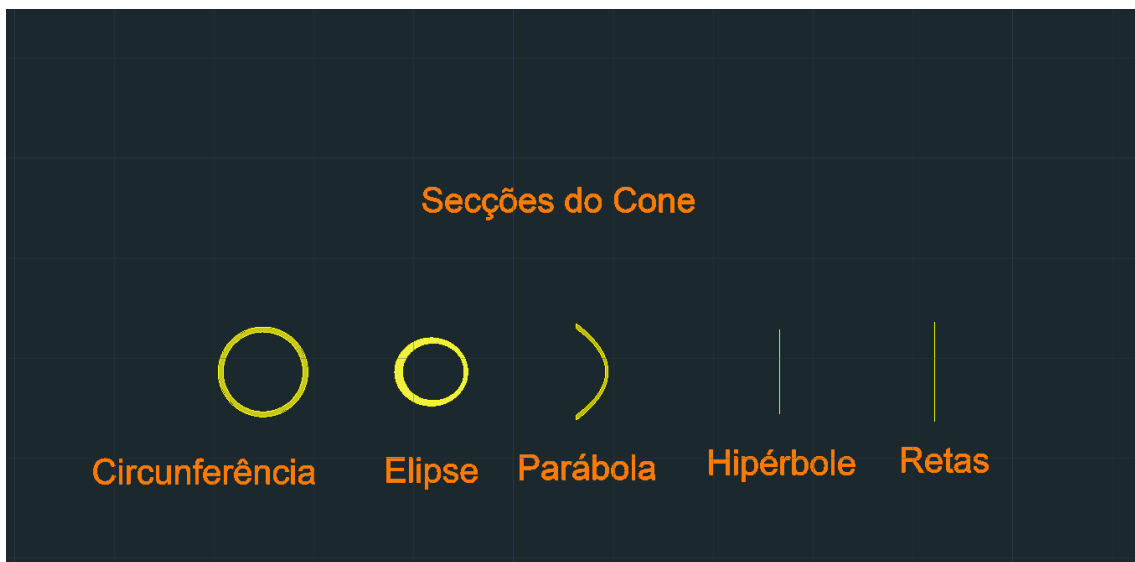 Secções do Cone
Circunferência
Elipse
Parábola
Hipérbole
Retas